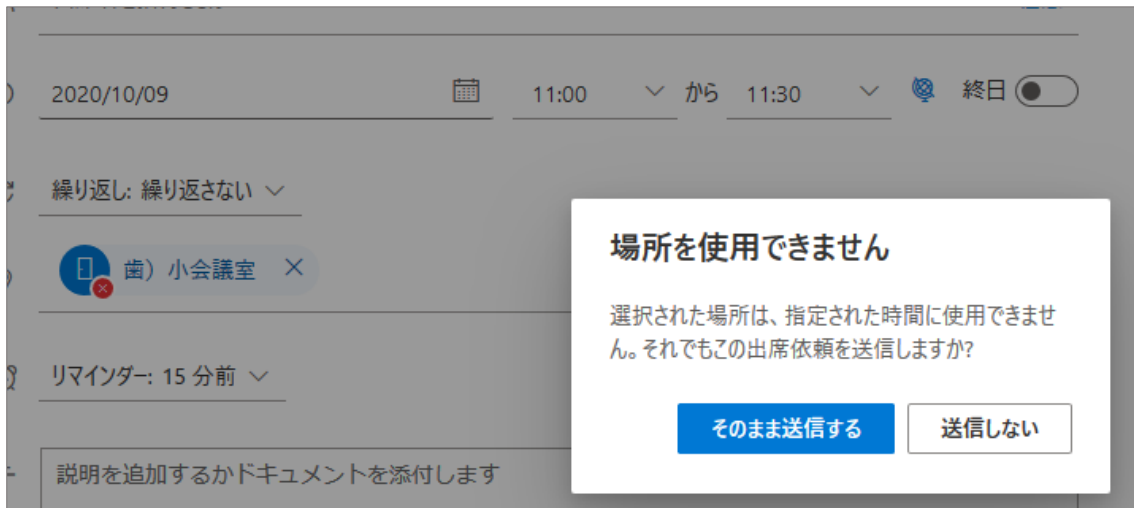 2020/10/09 11:00 から 11:30 終日
繰り返し: 繰り返さない
歯）小会議室
リマインダー: 15 分前
説明を追加するかドキュメントを添付します
場所を使用できません
選択された場所は、指定された時間に使用できませ
ん。それでもこの出席依頼を送信しますか?
そのまま送信する 送信しない